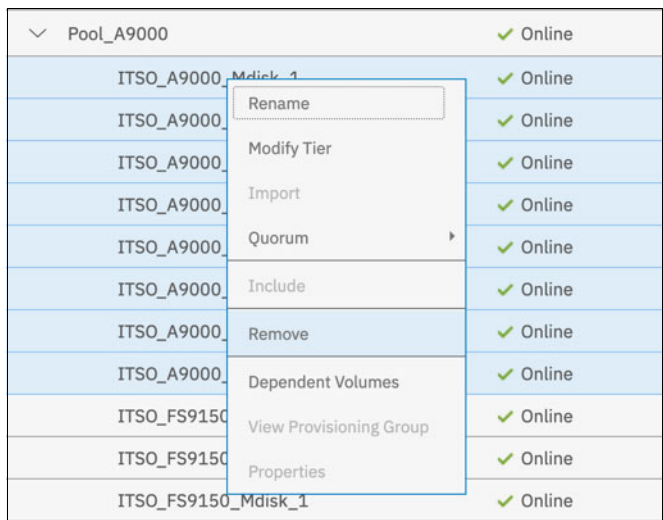 Pool_A9000 Online
ITSO_A9000_Mdisk_1 Online
Rename
ITSO_A9000_ Online
Modify Tier
ITSO_A9000_ Online
Import
ITSO_A9000_ Online
Quorum
ITSO_A9000_ Online
Include
ITSO_A9000_ Online
Remove
ITSO_A9000_ Online
ITSO_A9000_ Online
Dependent Volumes
ITSO_FS9150 Online
View Provisioning Group
ITSO_FS9150 Online
Properties
ITSO_FS9150_Mdisk_1 Online